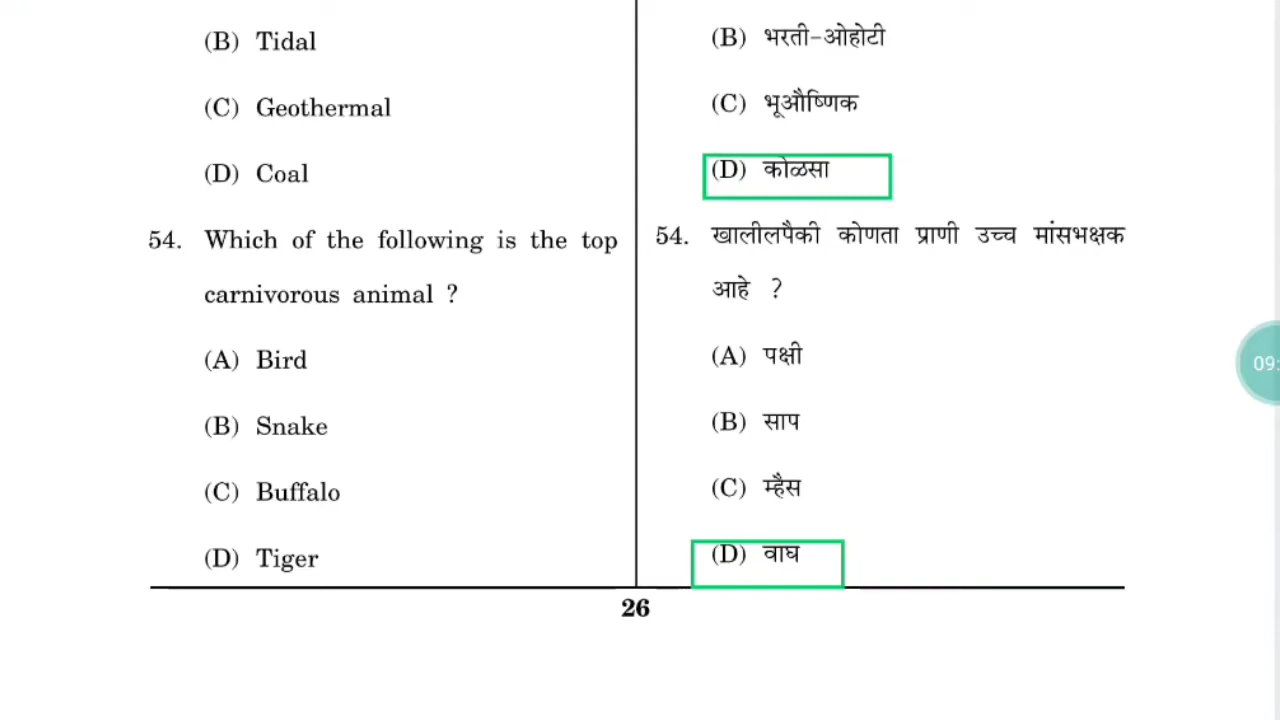 (B) Tidal
(C) Geothermal
(D) Coal
54. Which of the following is the top
carnivorous animal ?
(A) Bird
(B) Snake
(C) Buffalo
(D) Tiger
(B) भरती-ओहोटी
(C) भूऔष्णिक
(D) कोळसा
54. खालीलपैकी कोणता प्राणी उच्च मांसभक्षक
आहे ?
(A) पक्षी
(B) साप
(C) म्हैस
(D) वाघ
26
09: